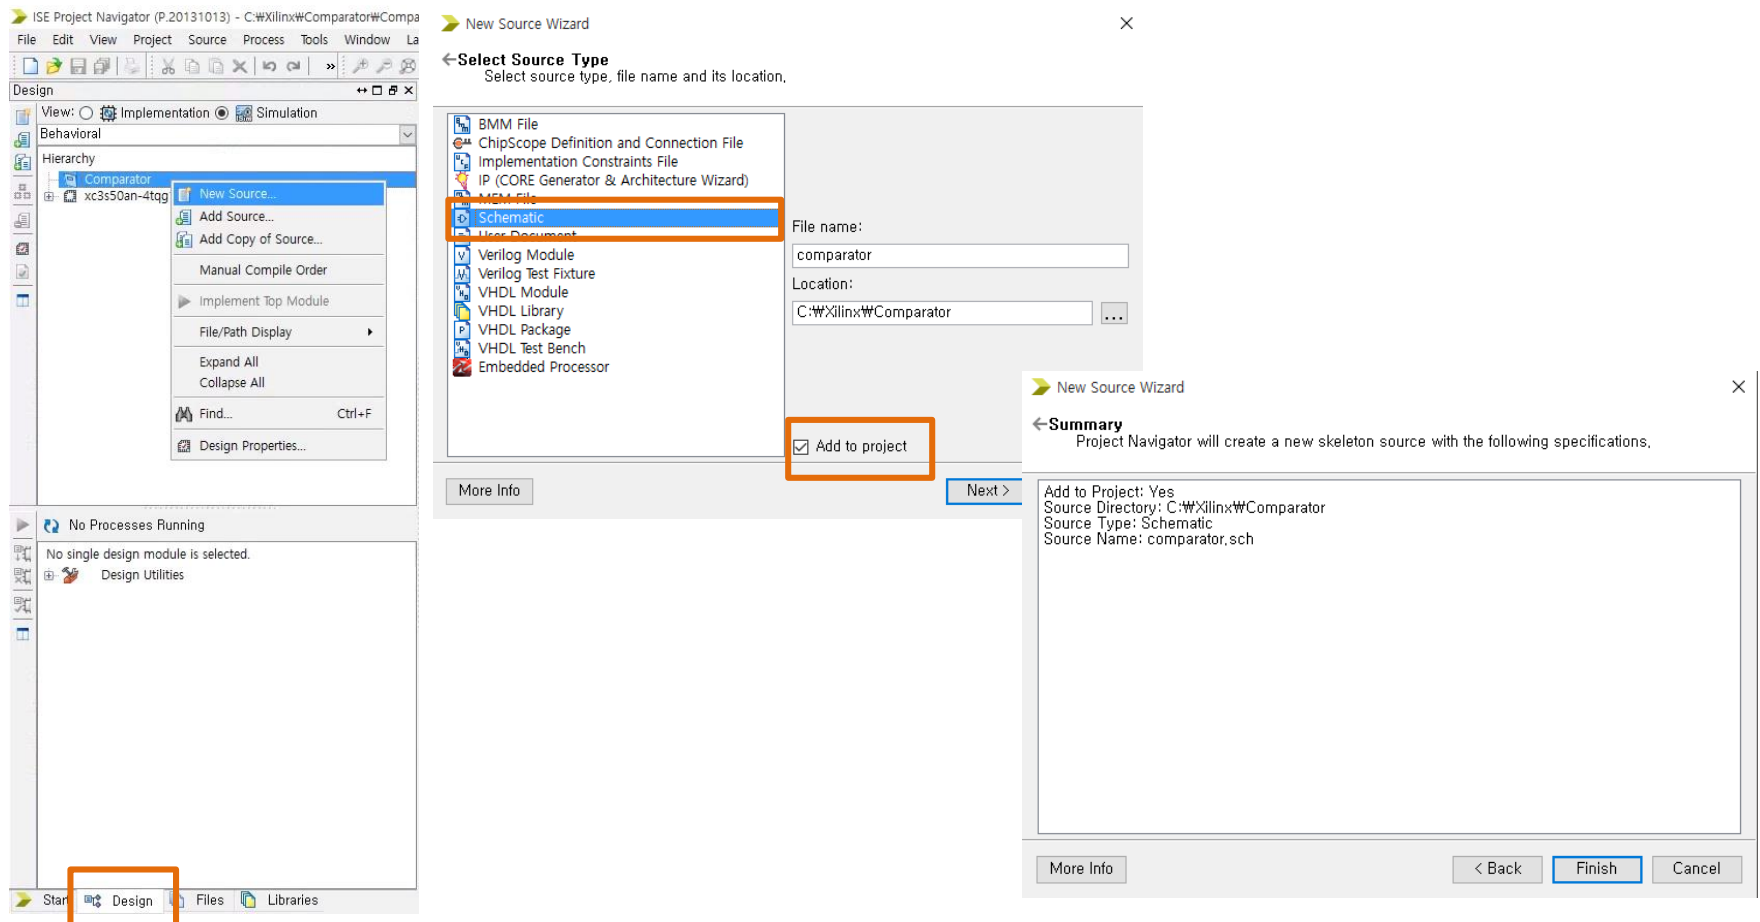 ISE Project Navigator (P.20131013) - C:₩Xilinx₩Comparator₩Compa
File Edit View Project Source Process Tools Window La
Design
View: Implementation Simulation
Behavioral
Hierarchy
Comparator
xc3s50an-4tqg
New Source...
Add Source...
Add Copy of Source...
Manual Compile Order
Implement Top Module
File/Path Display
Expand All
Collapse All
Find... Ctrl+F
Design Properties...
No Processes Running
No single design module is selected.
Design Utilities
Start Design Files Libraries
New Source Wizard
Select Source Type
Select source type, file name and its location.
BMM File
ChipScope Definition and Connection File
Implementation Constraints File
IP (CORE Generator & Architecture Wizard)
MEM File
Schematic
User Document
Verilog Module
Verilog Test Fixture
VHDL Module
VHDL Library
VHDL Package
VHDL Test Bench
Embedded Processor
File name:
comparator
Location:
C:₩Xilinx₩Comparator
...
Add to project
More Info Next >
New Source Wizard
Summary
Project Navigator will create a new skeleton source with the following specifications.
Add to Project: Yes
Source Directory: C:₩Xilinx₩Comparator
Source Type: Schematic
Source Name: comparator.sch
More Info < Back Finish Cancel